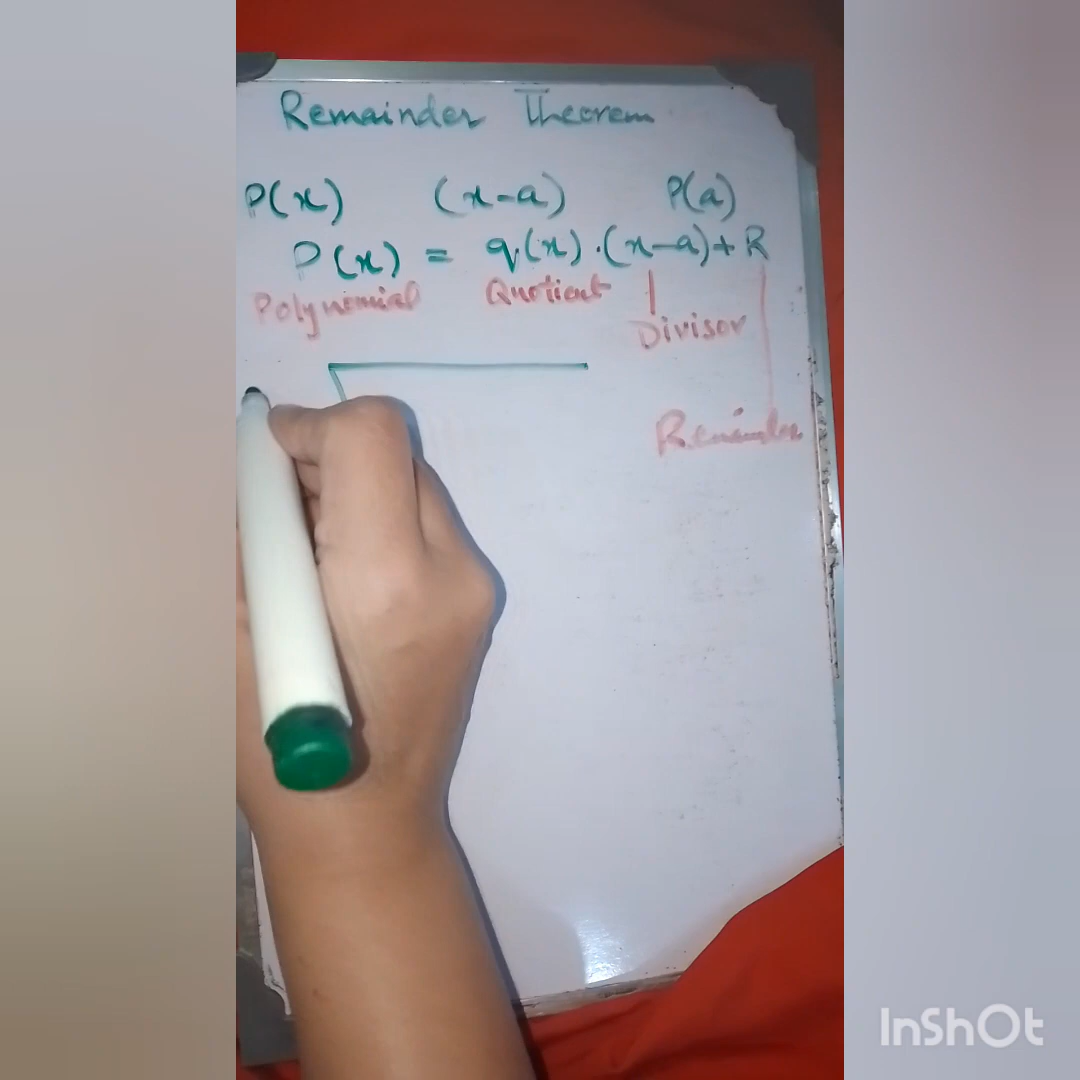 Remainder Theorem
P(x) (x-a) P(a)
P(x) = q(x).(x-a)+R
Polynomial Quotient
Divisor
Remainder
InShOt